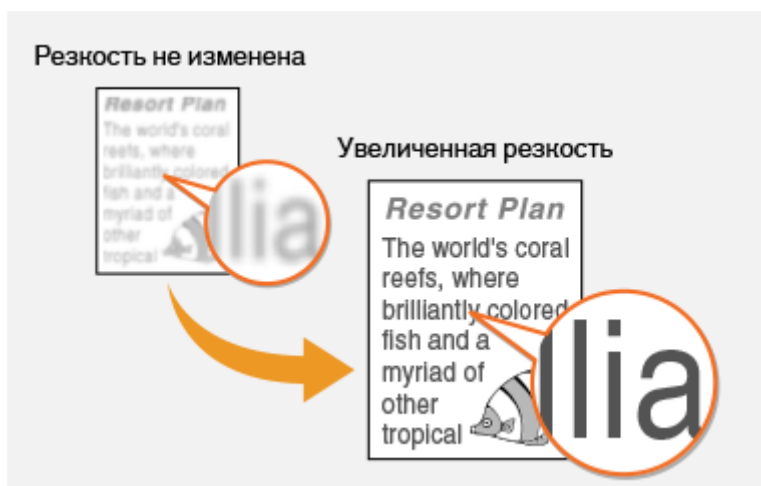 Резкость не изменена
Resort Plan
The world's coral
reefs, where
brilliantly colored
fish and a
myriad of
other
tropical
lia
Увеличенная резкость
Resort Plan
The world's coral
reefs, where
brilliantly colored
fish and a
myriad of
other
tropical
llia